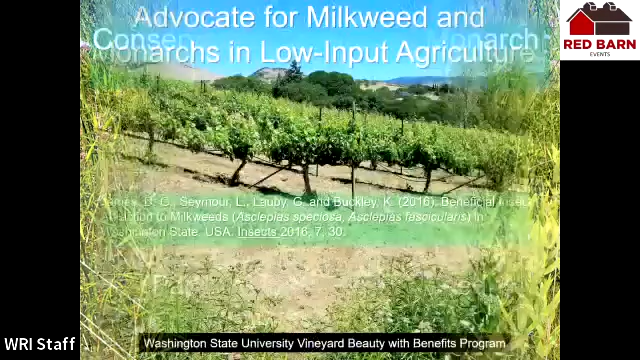 Advocate for Milkweed and
Monarchs in Low-Input Agriculture
RED BARN
EVENTS
Seymour, L., Lauby, G. and Buckley, K. (2016). Beneficial Insect
to Milkweeds (Asclepias speciosa, Asclepias fascicularis) in
State, USA. Insects 2016, 7, 30.
WRI Staff
Washington State University Vineyard Beauty with Benefits Program